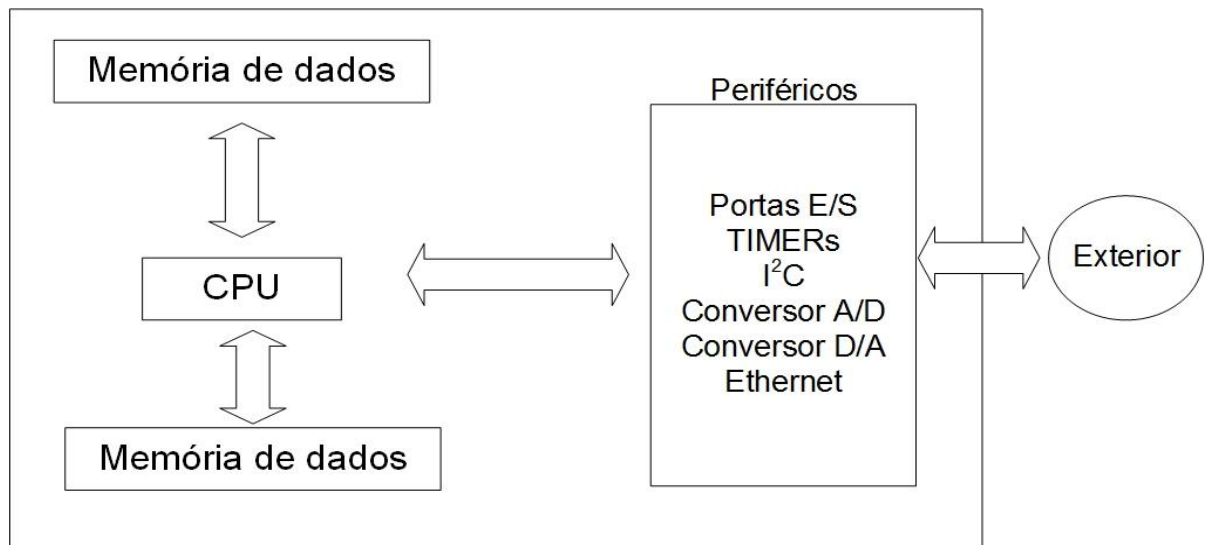 Memória de dados
Periféricos
Portas E/S
TIMERs
I²C
Conversor A/D
Conversor D/A
Ethernet
Exterior
CPU
Memória de dados